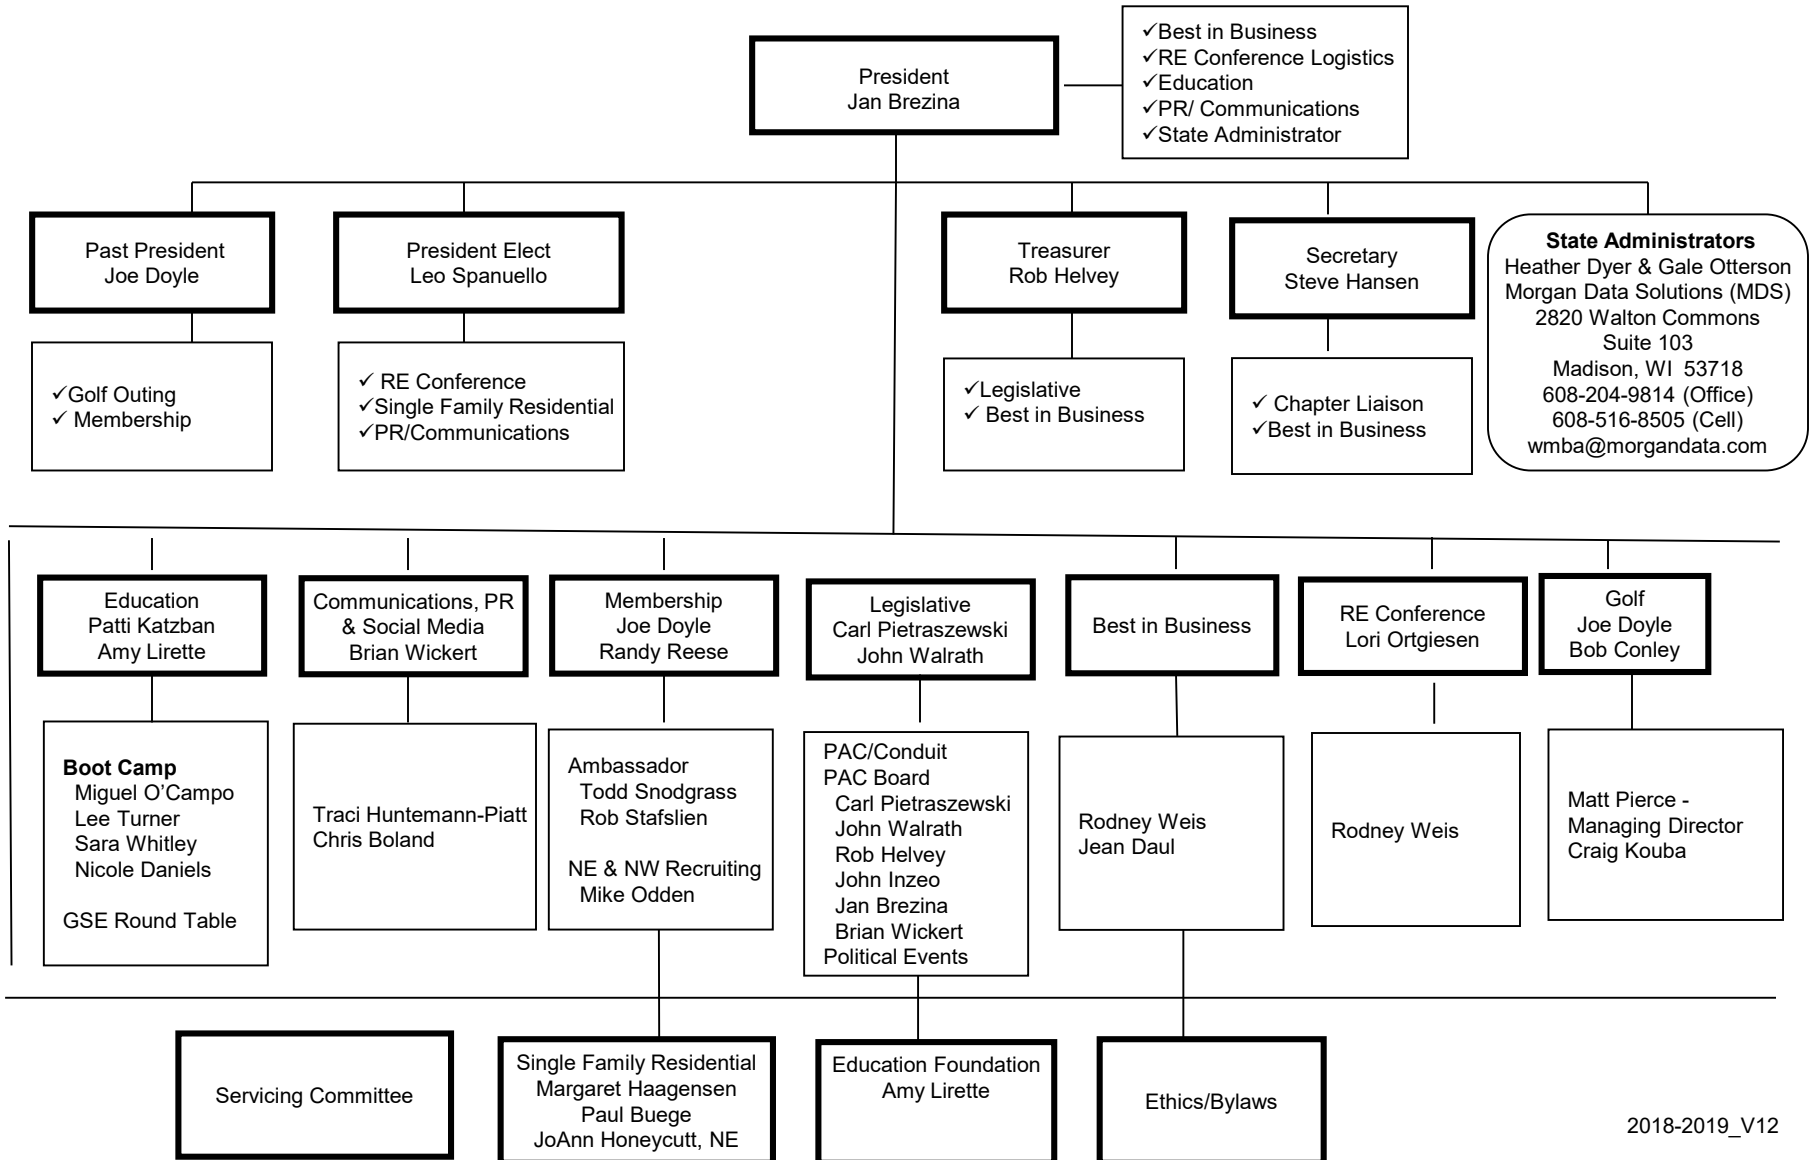 President
Jan Brezina
✓Best in Business
✓RE Conference Logistics
✓Education
✓PR/ Communications
✓State Administrator
Past President
Joe Doyle
✓Golf Outing
✓ Membership
President Elect
Leo Spanuello
✓ RE Conference
✓Single Family Residential
✓PR/Communications
Treasurer
Rob Helvey
✓Legislative
✓ Best in Business
Secretary
Steve Hansen
✓ Chapter Liaison
✓Best in Business
State Administrators
Heather Dyer & Gale Otterson
Morgan Data Solutions (MDS)
2820 Walton Commons
Suite 103
Madison, WI  53718
608-204-9814 (Office)
608-516-8505 (Cell)
wmba@morgandata.com
Education
Patti Katzban
Amy Lirette
Boot Camp
Miguel O’Campo
Lee Turner
Sara Whitley
Nicole Daniels
GSE Round Table
Communications, PR
& Social Media
Brian Wickert
Traci Huntemann-Piatt
Chris Boland
Membership
Joe Doyle
Randy Reese
Ambassador
Todd Snodgrass
Rob Stafslien
NE & NW Recruiting
Mike Odden
Legislative
Carl Pietraszewski
John Walrath
PAC/Conduit
PAC Board
Carl Pietraszewski
John Walrath
Rob Helvey
John Inzeo
Jan Brezina
Brian Wickert
Political Events
Best in Business
Rodney Weis
Jean Daul
RE Conference
Lori Ortgiesen
Rodney Weis
Golf
Joe Doyle
Bob Conley
Matt Pierce -
Managing Director
Craig Kouba
Servicing Committee
Single Family Residential
Margaret Haagensen
Paul Buege
JoAnn Honeycutt, NE
Education Foundation
Amy Lirette
Ethics/Bylaws
2018-2019_V12